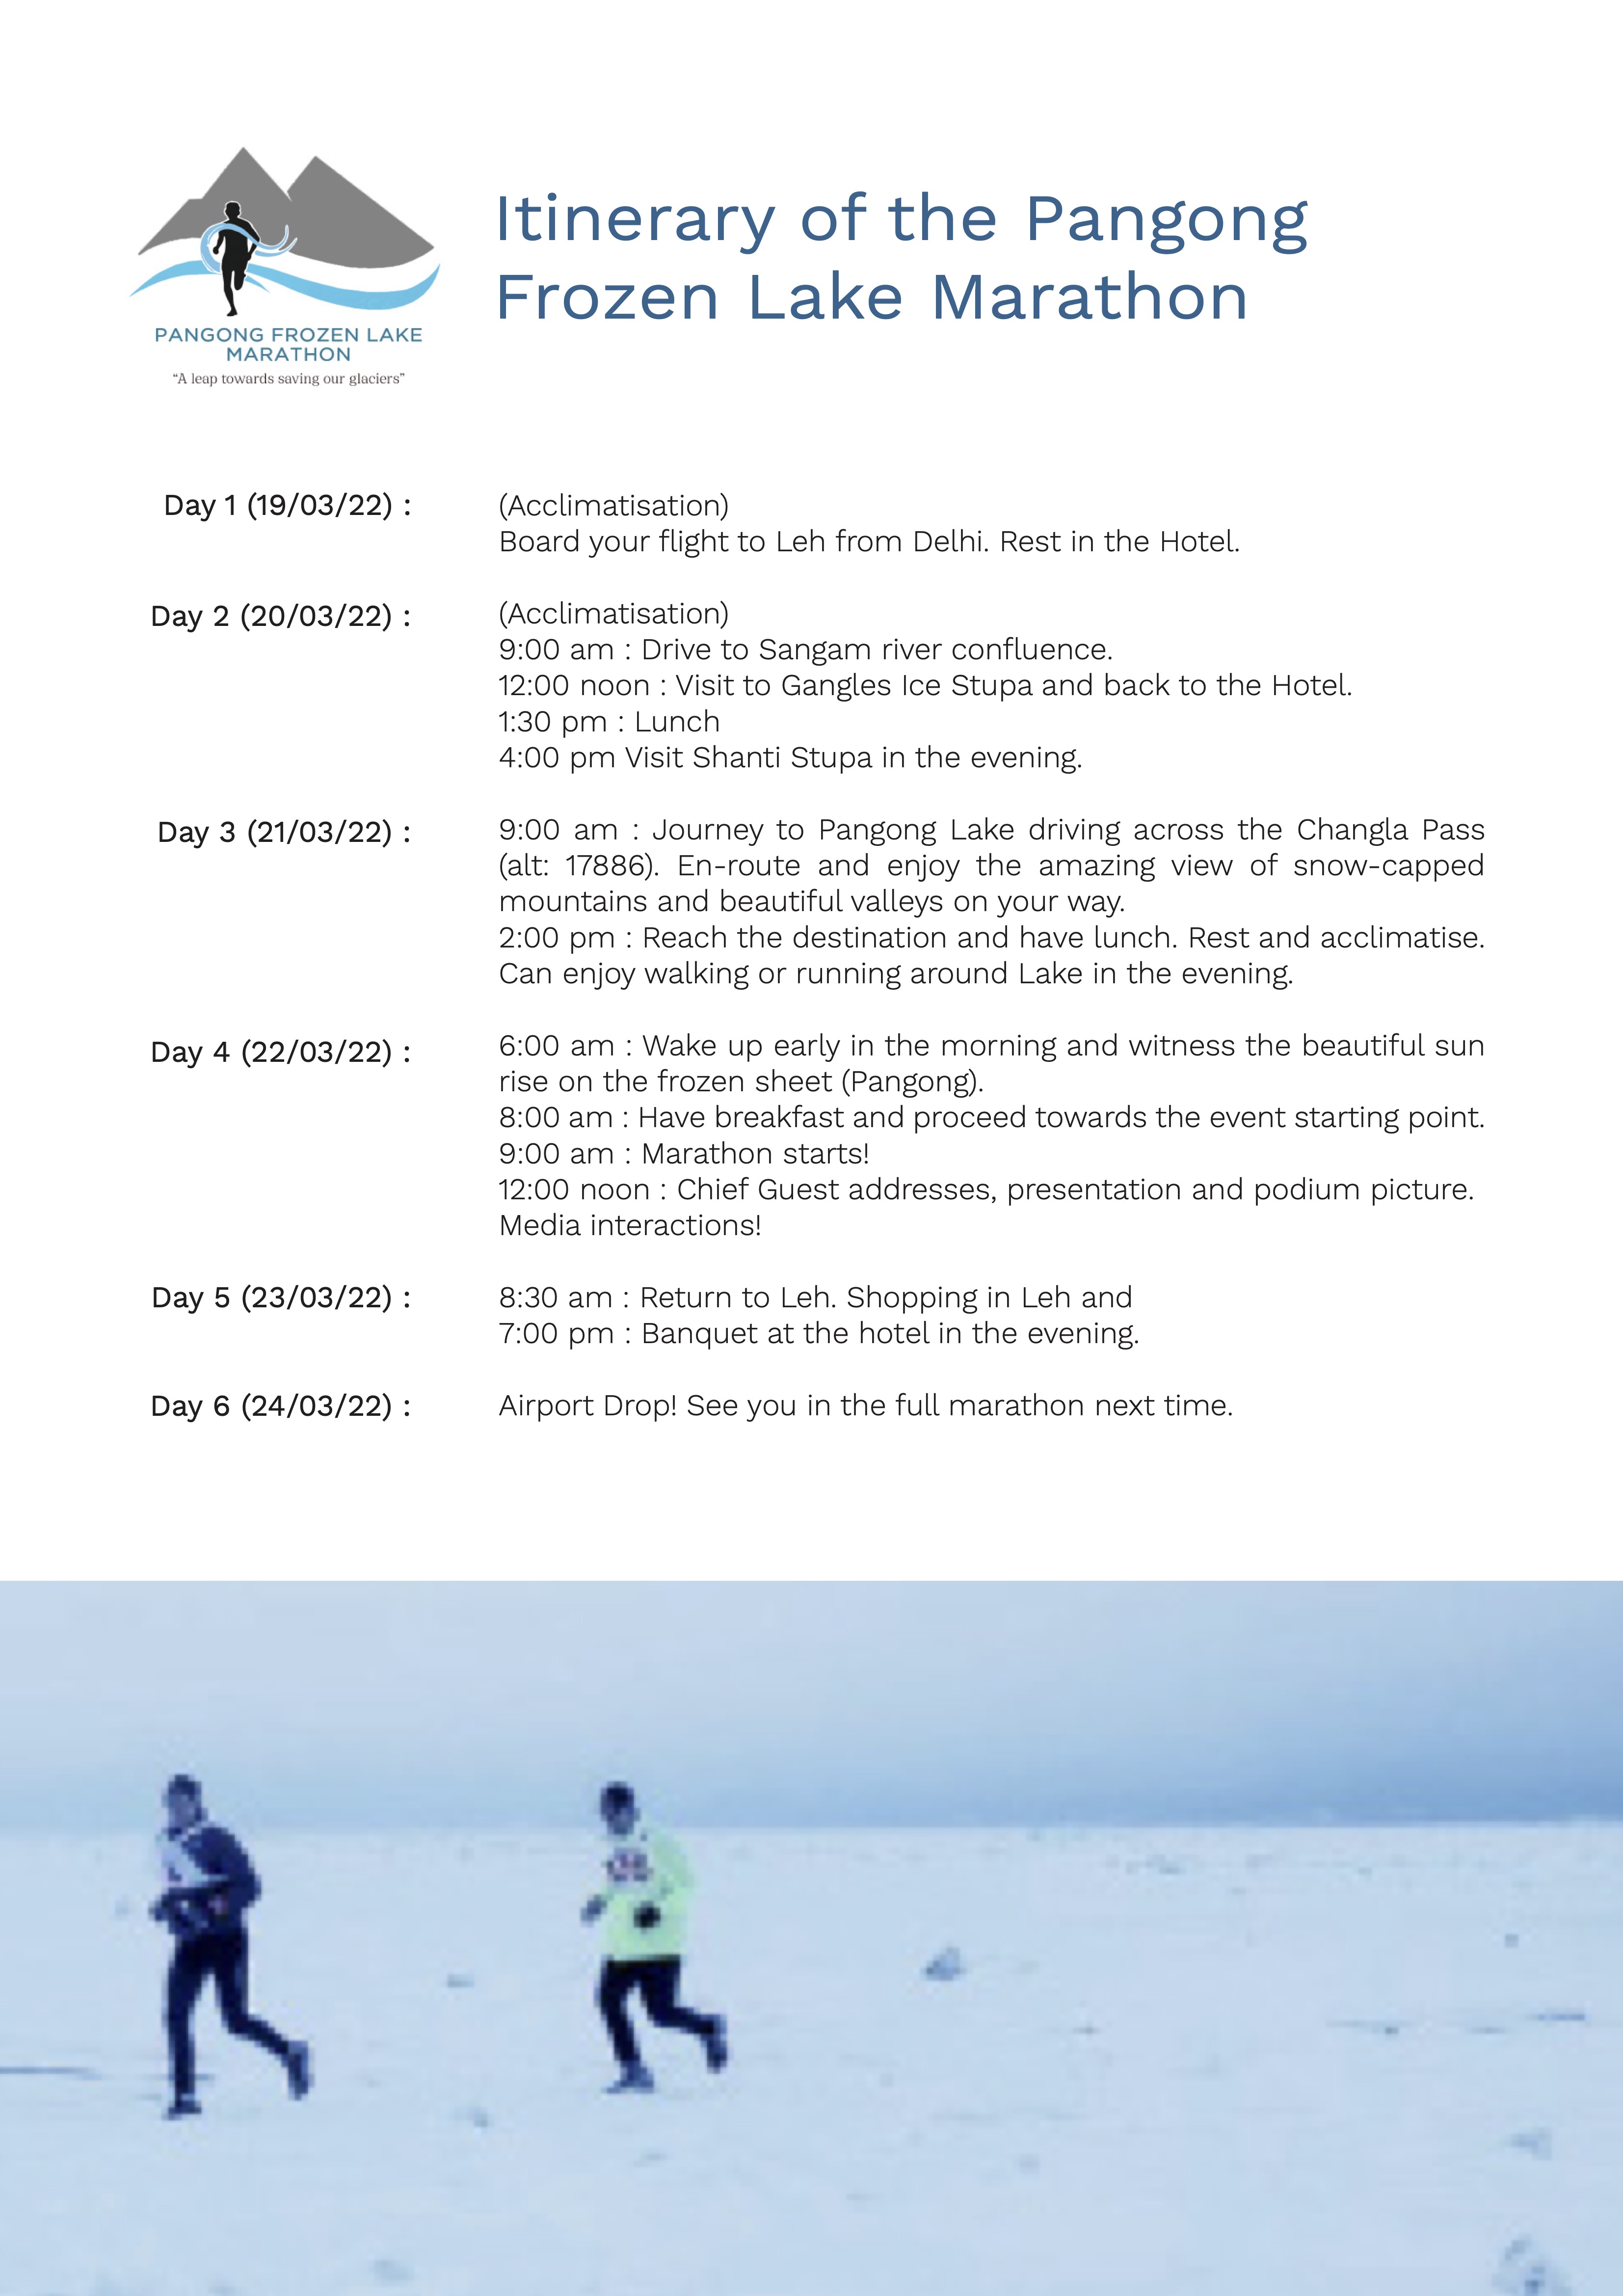 Itinerary of the Pangong
Frozen Lake Marathon
PANGONG FROZEN LAKE
MARATHON
“A leap towards saving our glaciers”
Day 1 (19/03/22) :
(Acclimatisation)
Board your flight to Leh from Delhi. Rest in the Hotel.
Day 2 (20/03/22) :
(Acclimatisation)
9:00 am : Drive to Sangam river confluence.
12:00 noon : Visit to Gangles Ice Stupa and back to the Hotel.
1:30 pm : Lunch
4:00 pm Visit Shanti Stupa in the evening.
Day 3 (21/03/22) :
9:00 am : Journey to Pangong Lake driving across the Changla Pass
(alt: 17886). En-route and enjoy the amazing view of snow-capped
mountains and beautiful valleys on your way.
2:00 pm : Reach the destination and have lunch. Rest and acclimatise.
Can enjoy walking or running around Lake in the evening.
Day 4 (22/03/22) :
6:00 am : Wake up early in the morning and witness the beautiful sun
rise on the frozen sheet (Pangong).
8:00 am : Have breakfast and proceed towards the event starting point.
9:00 am : Marathon starts!
12:00 noon : Chief Guest addresses, presentation and podium picture.
Media interactions!
Day 5 (23/03/22) :
8:30 am : Return to Leh. Shopping in Leh and
7:00 pm : Banquet at the hotel in the evening.
Day 6 (24/03/22) :
Airport Drop! See you in the full marathon next time.